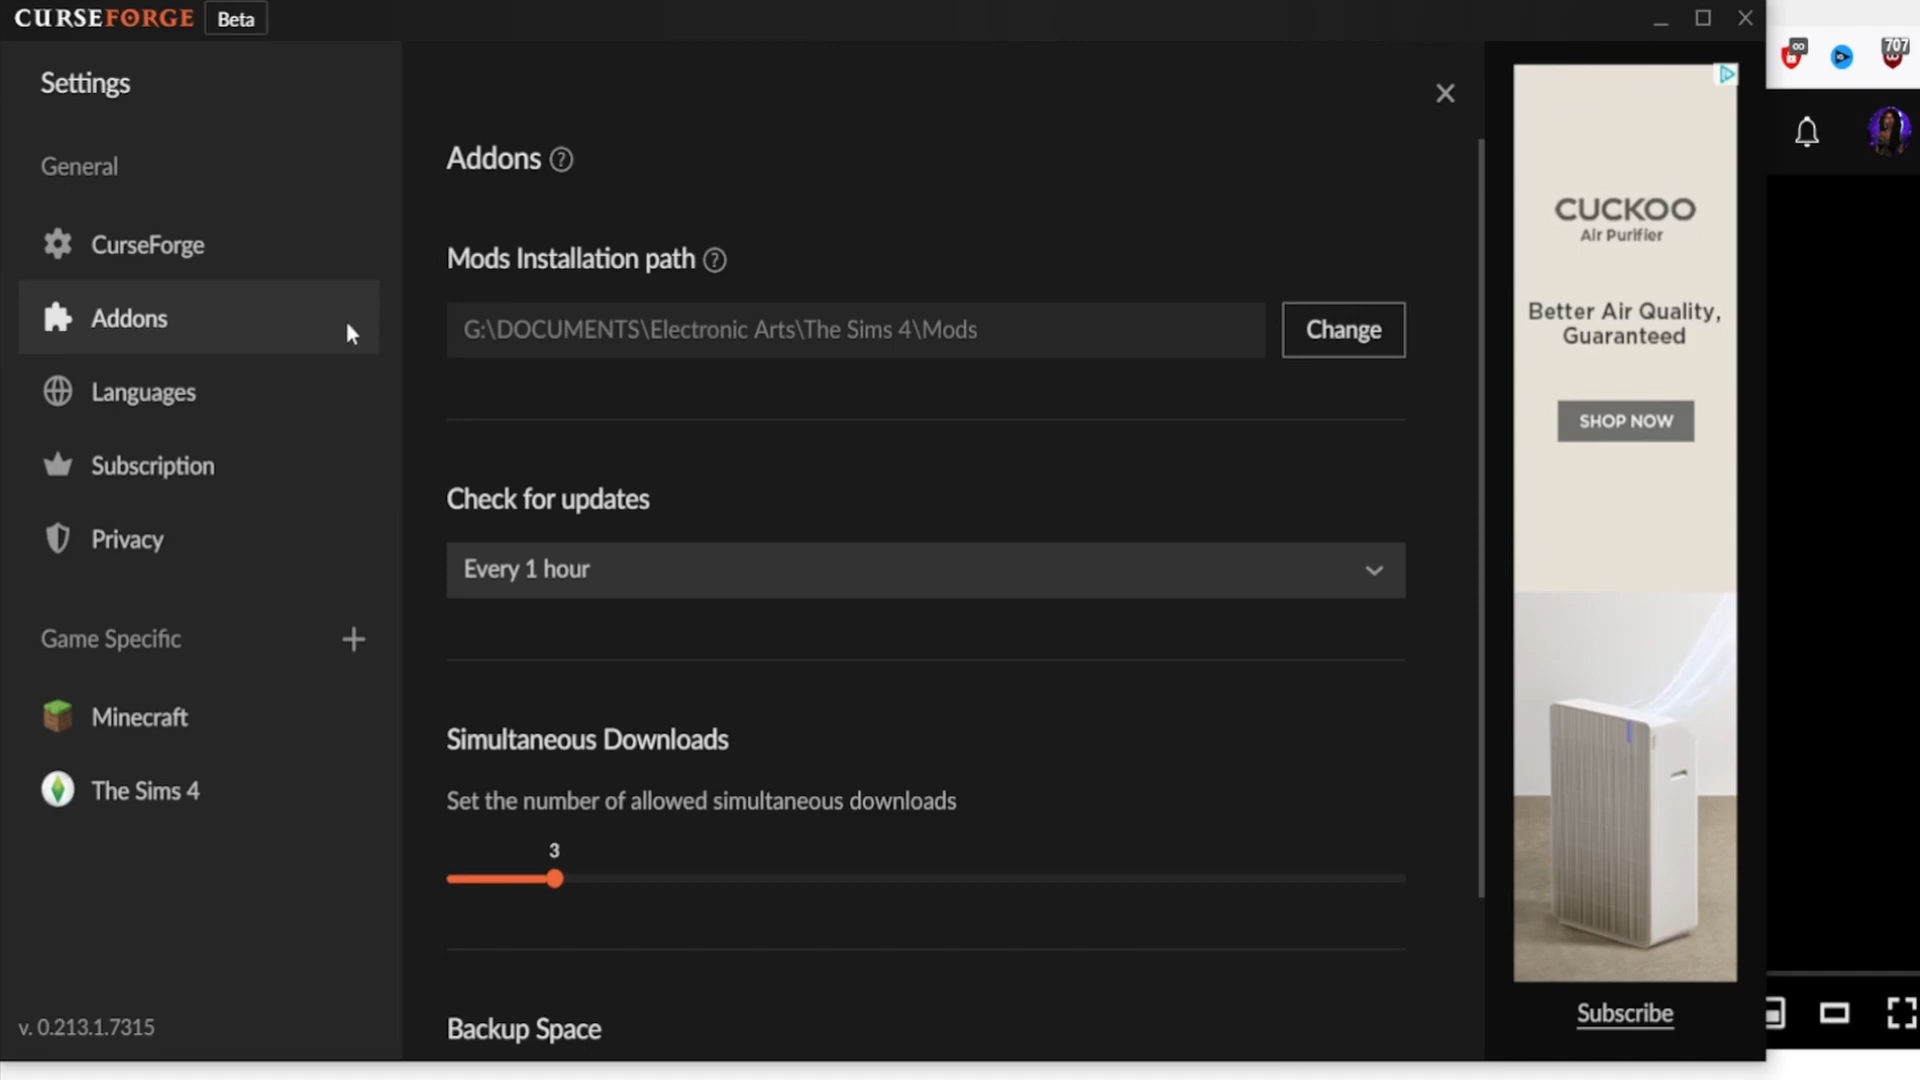 CURSEFORGE Beta
Settings
General
CurseForge
Addons
Languages
Subscription
Privacy
Game Specific
Minecraft
The Sims 4
v. 0.213.1.7315
Addons
Mods Installation path
G:\DOCUMENTS\Electronic Arts\The Sims 4\Mods
Change
Check for updates
Every 1 hour
Simultaneous Downloads
Set the number of allowed simultaneous downloads
3
Backup Space
CUCKOO
Air Purifier
Better Air Quality,
Guaranteed
SHOP NOW
Subscribe
707